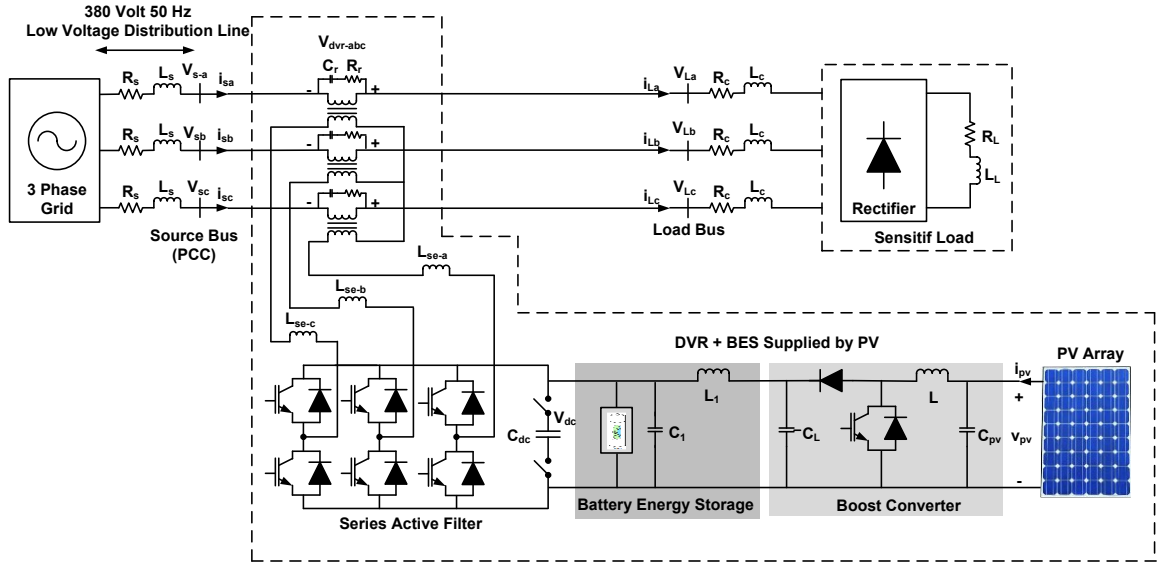 380 Volt 50 Hz
Low Voltage Distribution Line
Vdvr-abc
Cr Rr
Rs Ls Vs-a isa - + iLa VLa Rc Lc
Rs Ls Vsb isb - + iLb VLb Rc Lc
Rs Ls Vsc isc - + iLc VLc Rc Lc
3 Phase
Grid
Source Bus
(PCC)
Load Bus
Rectifier
RL
LL
Sensitif Load
Lse-a
Lse-b
Lse-c
DVR + BES Supplied by PV
PV Array
Vdc
Cdc
L1
C1
CL
L
Cpv
ipv
+
vpv
-
Series Active Filter
Battery Energy Storage
Boost Converter